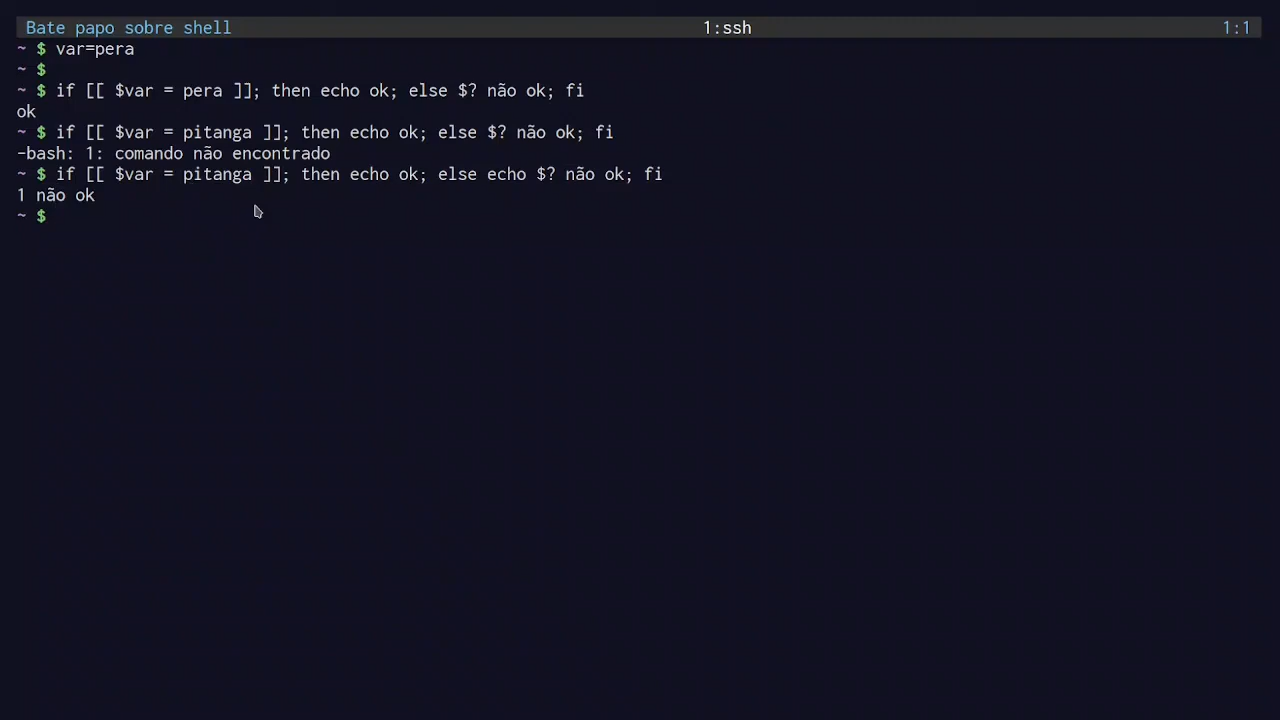 Bate papo sobre shell 1:ssh 1:1
~ $ var=pera
~ $
~ $ if [[ $var = pera ]]; then echo ok; else $? não ok; fi
ok
~ $ if [[ $var = pitanga ]]; then echo ok; else $? não ok; fi
-bash: 1: comando não encontrado
~ $ if [[ $var = pitanga ]]; then echo ok; else echo $? não ok; fi
1 não ok
~ $